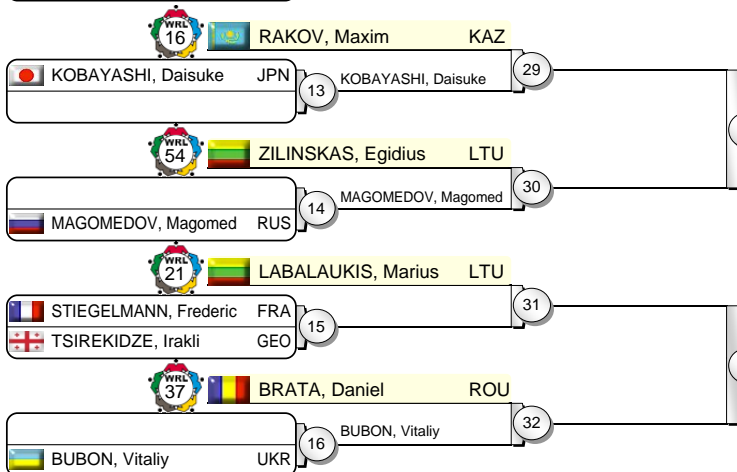 WRL
16
RAKOV, Maxim KAZ
KOBAYASHI, Daisuke JPN
13
KOBAYASHI, Daisuke
29
WRL
54
ZILINSKAS, Egidius LTU
MAGOMEDOV, Magomed RUS
14
MAGOMEDOV, Magomed
30
WRL
21
LABALAUKIS, Marius LTU
STIEGELMANN, Frederic FRA
TSIREKIDZE, Irakli GEO
15
31
WRL
37
BRATA, Daniel ROU
BUBON, Vitaliy UKR
16
BUBON, Vitaliy
32